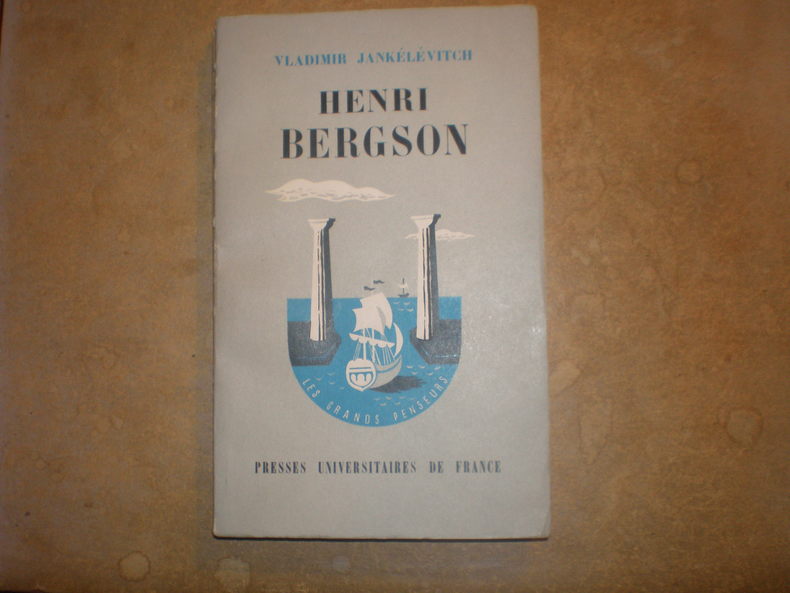 VLADIMIR JANKÉLÉVITCH
HENRI
BERGSON
LES GRANDS PENSEURS
PRESSES UNIVERSITAIRES DE FRANCE